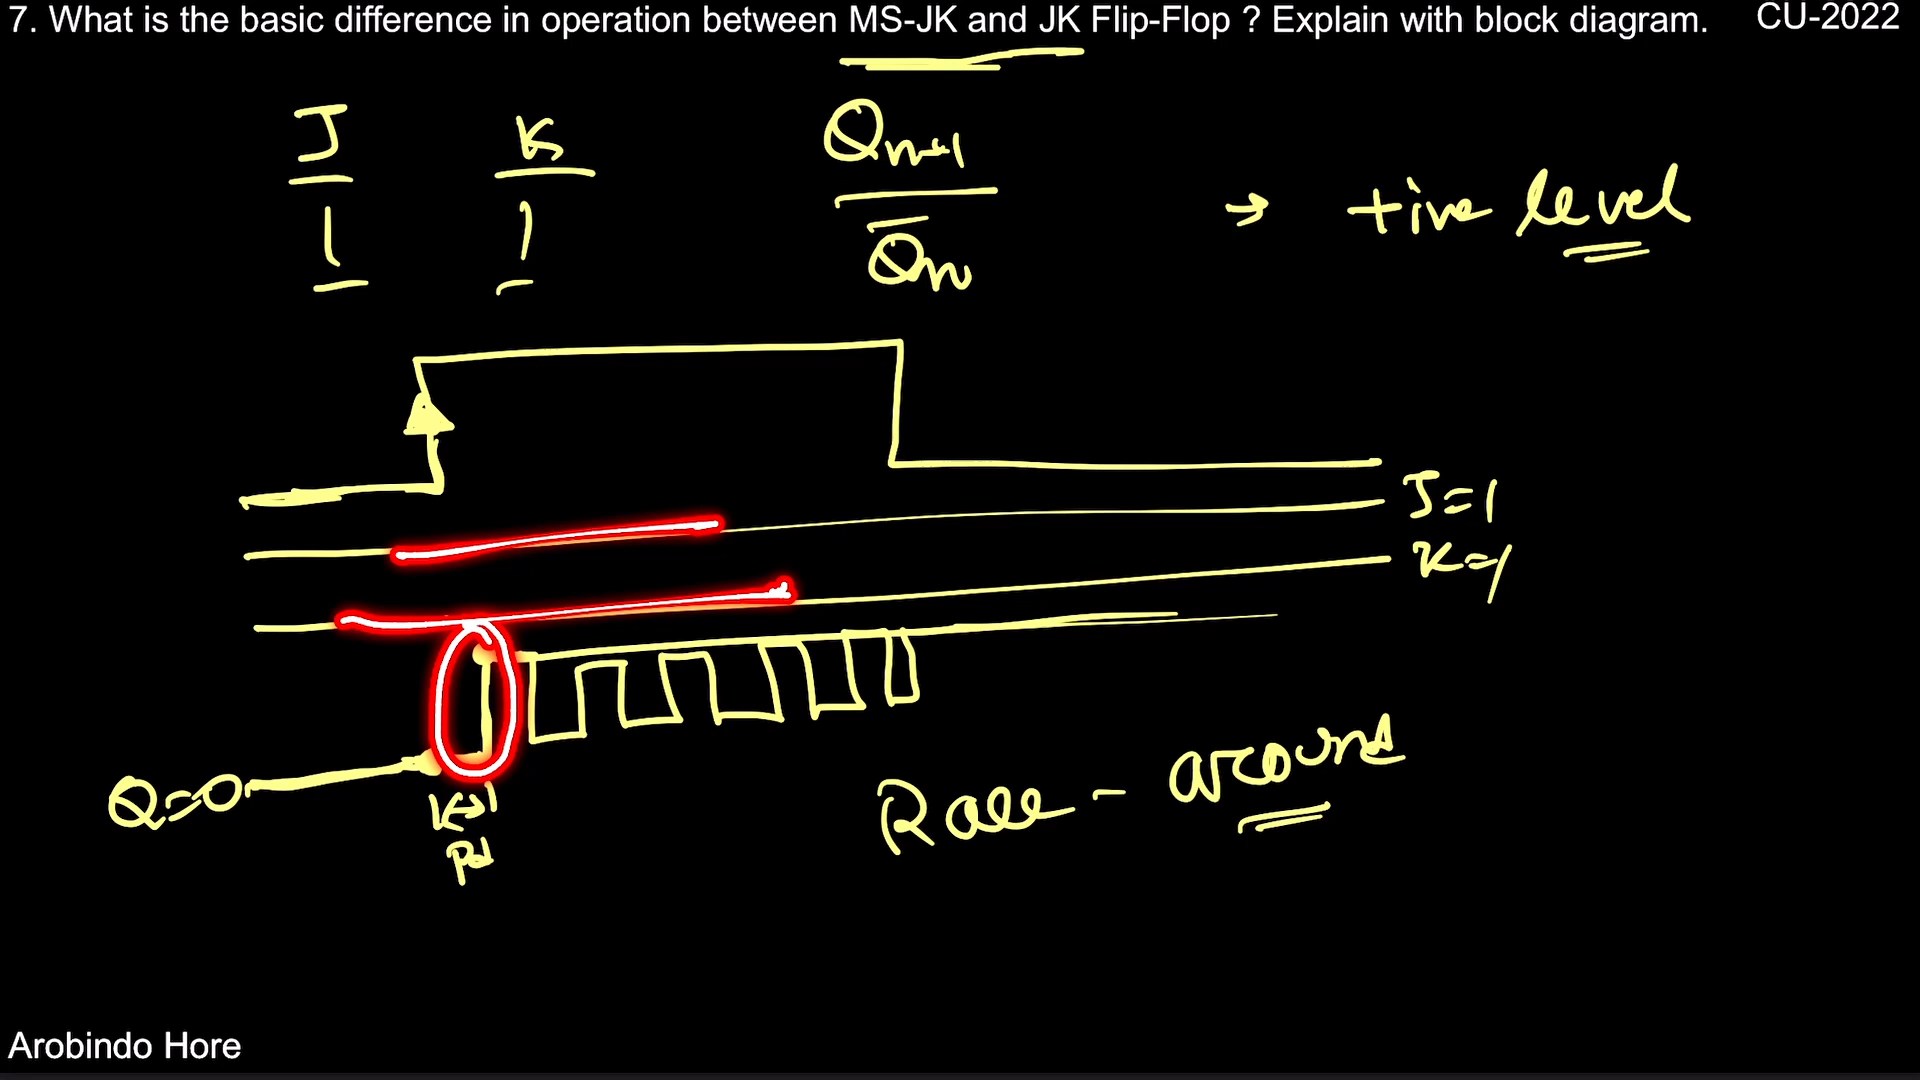 7. What is the basic difference in operation between MS-JK and JK Flip-Flop ? Explain with block diagram. CU-2022
J K Qn+1 → +ive level
1 1 Q̅n
J=1
K=1
Q=0
Pd
Race - around
Arobindo Hore